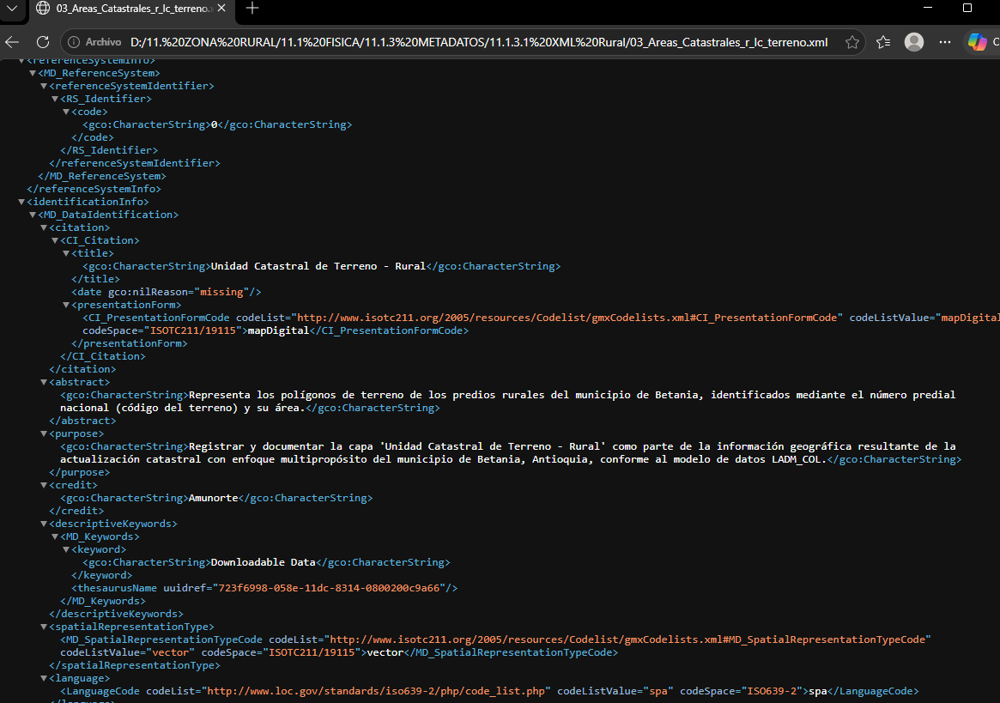 03_Areas_Catastrales_r_lc_terreno.
Archivo D:/11.%20ZONA%20RURAL/11.1%20FISICA/11.1.3%20METADATOS/11.1.3.1%20XML%20Rural/03_Areas_Catastrales_r_lc_terreno.xml
<referenceSystemInfo>
<MD_ReferenceSystem>
<referenceSystemIdentifier>
<RS_Identifier>
<code>
<gco:CharacterString>0</gco:CharacterString>
</code>
</RS_Identifier>
</referenceSystemIdentifier>
</MD_ReferenceSystem>
</referenceSystemInfo>
<identificationInfo>
<MD_DataIdentification>
<citation>
<CI_Citation>
<title>
<gco:CharacterString>Unidad Catastral de Terreno - Rural</gco:CharacterString>
</title>
<date gco:nilReason="missing"/>
<presentationForm>
<CI_PresentationFormCode codeList="http://www.isotc211.org/2005/resources/Codelist/gmxCodelists.xml#CI_PresentationFormCode" codeListValue="mapDigital
codeSpace="ISOTC211/19115">mapDigital</CI_PresentationFormCode>
</presentationForm>
</CI_Citation>
</citation>
<abstract>
<gco:CharacterString>Representa los polígonos de terreno de los predios rurales del municipio de Betania, identificados mediante el número predial
nacional (código del terreno) y su área.</gco:CharacterString>
</abstract>
<purpose>
<gco:CharacterString>Registrar y documentar la capa 'Unidad Catastral de Terreno - Rural' como parte de la información geográfica resultante de la
actualización catastral con enfoque multipropósito del municipio de Betania, Antioquia, conforme al modelo de datos LADM_COL.</gco:CharacterString>
</purpose>
<credit>
<gco:CharacterString>Amunorte</gco:CharacterString>
</credit>
<descriptiveKeywords>
<MD_Keywords>
<keyword>
<gco:CharacterString>Downloadable Data</gco:CharacterString>
</keyword>
<thesaurusName uuidref="723f6998-058e-11dc-8314-0800200c9a66"/>
</MD_Keywords>
</descriptiveKeywords>
<spatialRepresentationType>
<MD_SpatialRepresentationTypeCode codeList="http://www.isotc211.org/2005/resources/Codelist/gmxCodelists.xml#MD_SpatialRepresentationTypeCode"
codeListValue="vector" codeSpace="ISOTC211/19115">vector</MD_SpatialRepresentationTypeCode>
</spatialRepresentationType>
<language>
<LanguageCode codeList="http://www.loc.gov/standards/iso639-2/php/code_list.php" codeListValue="spa" codeSpace="ISO639-2">spa</LanguageCode>